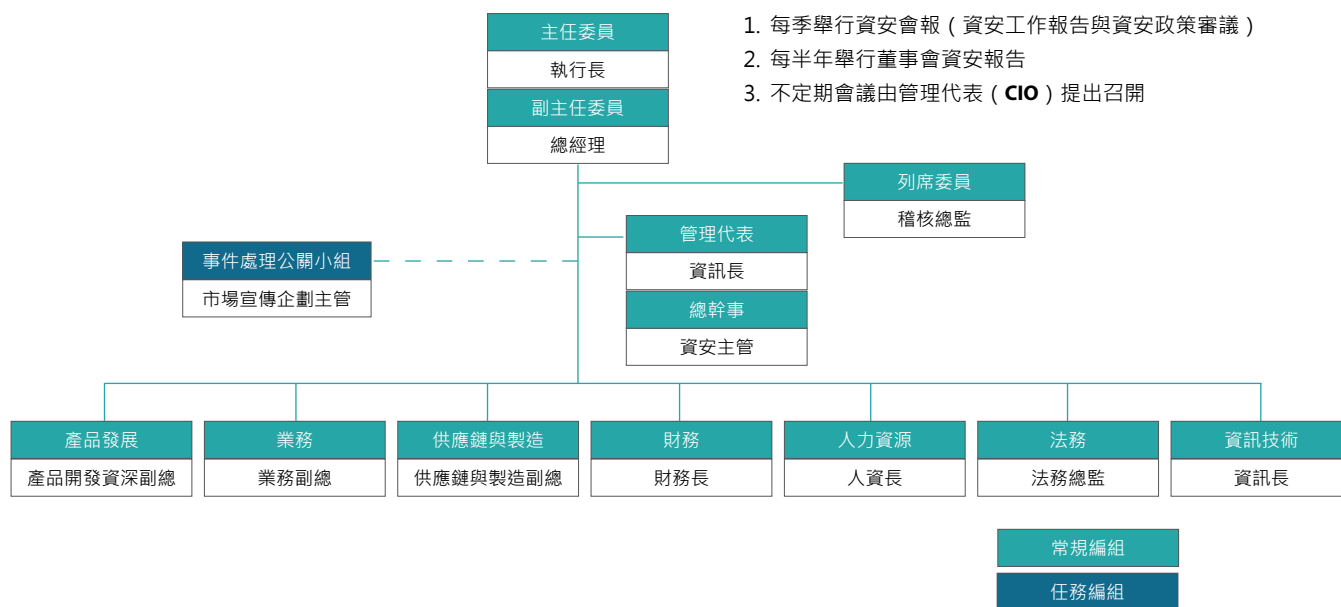 主任委員
執行長
副主任委員
總經理
1. 每季舉行資安會報（資安工作報告與資安政策審議）
2. 每半年舉行董事會資安報告
3. 不定期會議由管理代表（CIO）提出召開
列席委員
稽核總監
管理代表
資訊長
總幹事
資安主管
事件處理公關小組
市場宣傳企劃主管
產品發展
產品開發資深副總
業務
業務副總
供應鏈與製造
供應鏈與製造副總
財務
財務長
人力資源
人資長
法務
法務總監
資訊技術
資訊長
常規編組
任務編組